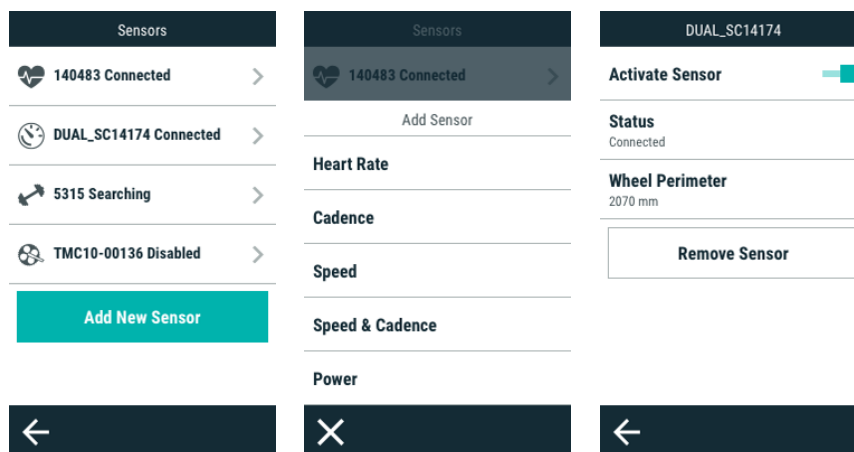 Sensors
140483 Connected
DUAL_SC14174 Connected
5315 Searching
TMC10-00136 Disabled
Add New Sensor
Sensors
140483 Connected
Add Sensor
Heart Rate
Cadence
Speed
Speed & Cadence
Power
DUAL_SC14174
Activate Sensor
Status
Connected
Wheel Perimeter
2070 mm
Remove Sensor